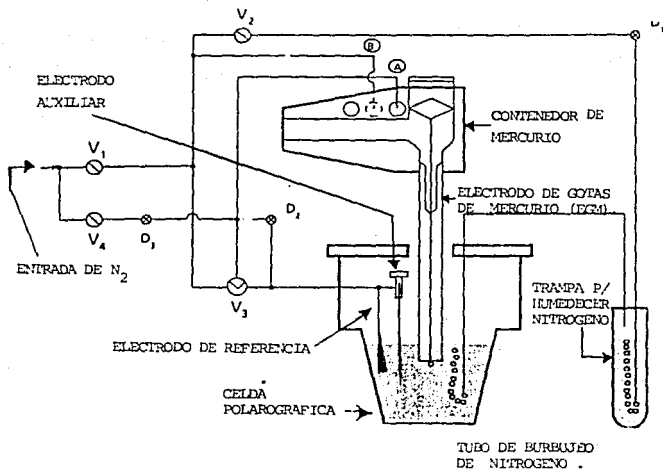 V2
D1
B
A
ELECTRODO
AUXILIAR
CONTENEDOR DE
MERCURIO
V1
ELECTRODO DE GOTAS
DE MERCURIO (EGM)
D2
V4
D3
ENTRADA DE N2
V3
TRAMPA P/
HUMEDECER
NITROGENO
ELECTRODO DE REFERENCIA
CELDA
POLAROGRAFICA
TUBO DE BURBUJEO
DE NITROGENO .